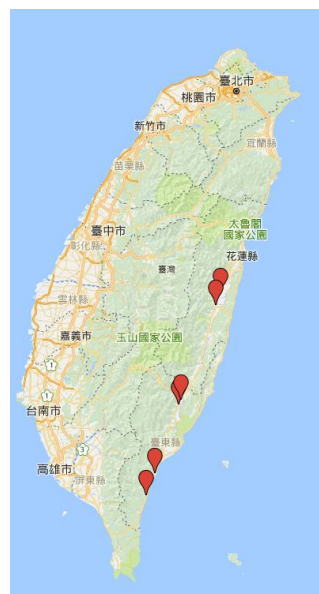 臺北市
桃園市
新竹市
宜蘭縣
苗栗縣
太魯閣
國家公園
臺中市
彰化縣
花蓮縣
臺灣
雲林縣
嘉義市
玉山國家公園
1
1
台南市
臺東縣
3
高雄市
屏東縣